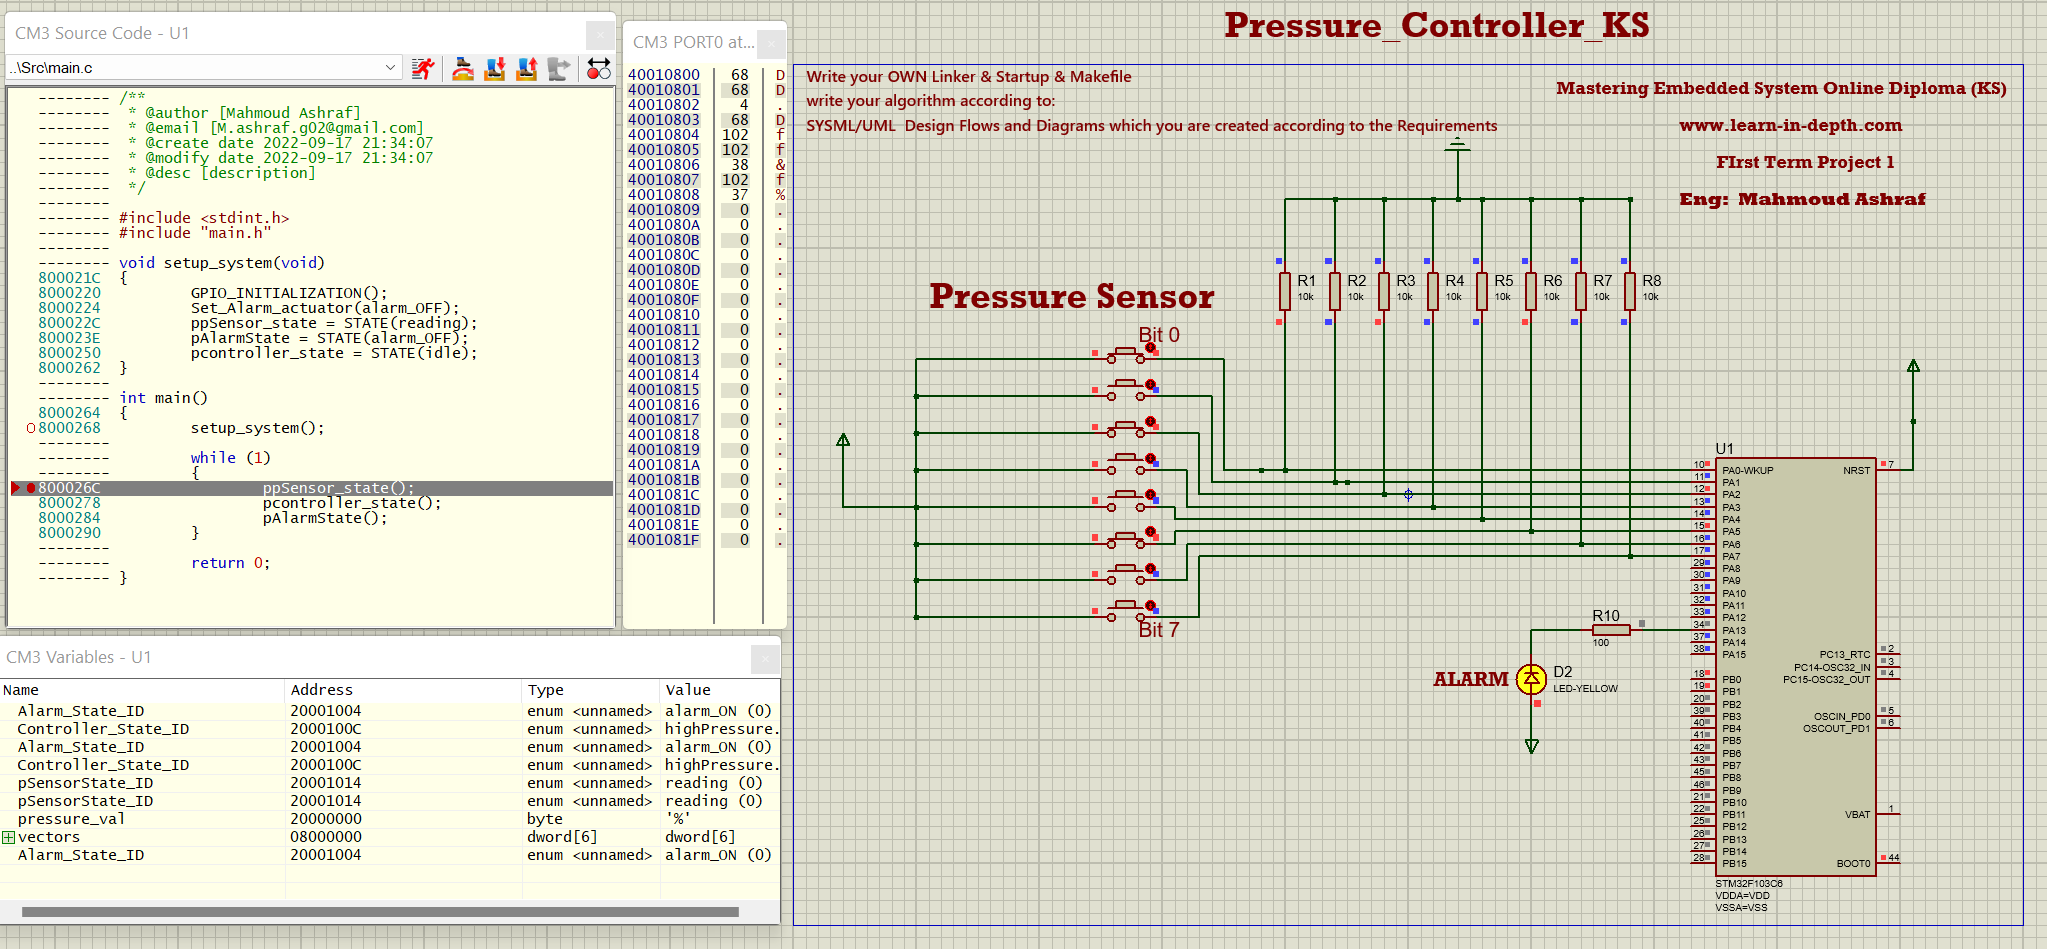 CM3 Source Code - U1
..\Src\main.c
-------- /**
-------- * @author [Mahmoud Ashraf]
-------- * @email [M.ashraf.g02@gmail.com]
-------- * @create date 2022-09-17 21:34:07
-------- * @modify date 2022-09-17 21:34:07
-------- * @desc [description]
-------- */
--------
-------- #include <stdint.h>
-------- #include "main.h"
--------
-------- void setup_system(void)
800021C {
8000220 GPIO_INITIALIZATION();
8000224 Set_Alarm_actuator(alarm_OFF);
800022C ppSensor_state = STATE(reading);
800023E pAlarmState = STATE(alarm_OFF);
8000250 pcontroller_state = STATE(idle);
8000262 }
--------
-------- int main()
8000264 {
8000268 setup_system();
--------
-------- while (1)
-------- {
800026C ppSensor_state();
8000278 pcontroller_state();
8000284 pAlarmState();
8000290 }
--------
-------- return 0;
-------- }
CM3 PORT0 at...
40010800 68 D
40010801 68 D
40010802 4 .
40010803 68 D
40010804 102 f
40010805 102 f
40010806 38 &
40010807 102 f
40010808 37 %
40010809 0 .
4001080A 0 .
4001080B 0 .
4001080C 0 .
4001080D 0 .
4001080E 0 .
4001080F 0 .
40010810 0 .
40010811 0 .
40010812 0 .
40010813 0 .
40010814 0 .
40010815 0 .
40010816 0 .
40010817 0 .
40010818 0 .
40010819 0 .
4001081A 0 .
4001081B 0 .
4001081C 0 .
4001081D 0 .
4001081E 0 .
4001081F 0 .
CM3 Variables - U1
Name Address Type Value
Alarm_State_ID 20001004 enum <unnamed> alarm_ON (0)
Controller_State_ID 2000100C enum <unnamed> highPressure.
Alarm_State_ID 20001004 enum <unnamed> alarm_ON (0)
Controller_State_ID 2000100C enum <unnamed> highPressure.
pSensorState_ID 20001014 enum <unnamed> reading (0)
pSensorState_ID 20001014 enum <unnamed> reading (0)
pressure_val 20000000 byte '%'
vectors 08000000 dword[6] dword[6]
Alarm_State_ID 20001004 enum <unnamed> alarm_ON (0)
Pressure_Controller_KS
Write your OWN Linker & Startup & Makefile
write your algorithm according to:
SYSML/UML Design Flows and Diagrams which you are created according to the Requirements
Mastering Embedded System Online Diploma (KS)
www.learn-in-depth.com
FIrst Term Project 1
Eng: Mahmoud Ashraf
R1 R2 R3 R4 R5 R6 R7 R8
10k 10k 10k 10k 10k 10k 10k 10k
Pressure Sensor
Bit 0
Bit 7
ALARM
D2
LED-YELLOW
R10
100
U1
10 PA0-WKUP NRST 7
11 PA1
12 PA2
13 PA3
14 PA4
15 PA5
16 PA6
17 PA7
29 PA8
30 PA9
31 PA10
32 PA11
33 PA12
34 PA13
37 PA14
38 PA15 PC13_RTC 2
PC14-OSC32_IN 3
18 PB0 PC15-OSC32_OUT 4
19 PB1
20 PB2
39 PB3 OSCIN_PD0 5
40 PB4 OSCOUT_PD1 6
41 PB5
42 PB6
43 PB7
45 PB8
46 PB9
21 PB10
22 PB11 VBAT 1
25 PB12
26 PB13
27 PB14
28 PB15 BOOT0 44
STM32F103C6
VDDA=VDD
VSSA=VSS